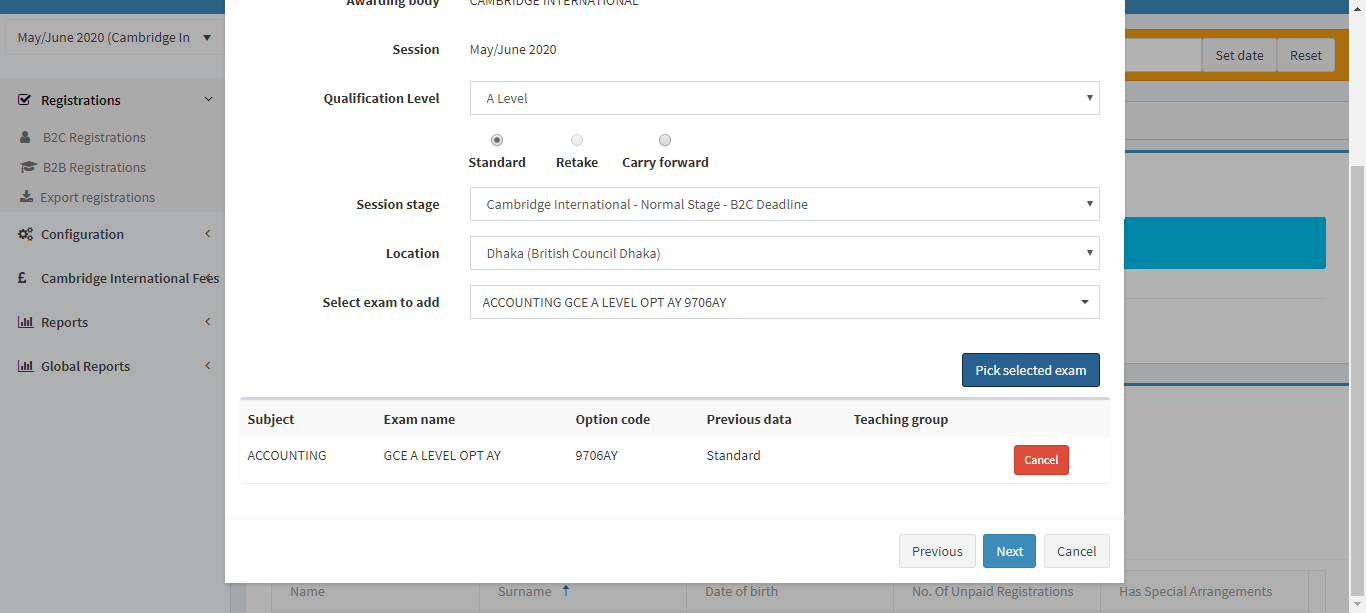 Awarding body CAMBRIDGE INTERNATIONAL
May/June 2020 (Cambridge In
Session May/June 2020
Set date Reset
Registrations
B2C Registrations
B2B Registrations
Export registrations
Configuration
£ Cambridge International Fees
Reports
Global Reports
Qualification Level A Level
Standard Retake Carry forward
Session stage Cambridge International - Normal Stage - B2C Deadline
Location Dhaka (British Council Dhaka)
Select exam to add ACCOUNTING GCE A LEVEL OPT AY 9706AY
Pick selected exam
Subject Exam name Option code Previous data Teaching group
ACCOUNTING GCE A LEVEL OPT AY 9706AY Standard Cancel
Previous Next Cancel
Name Surname Date of birth No. Of Unpaid Registrations Has Special Arrangements